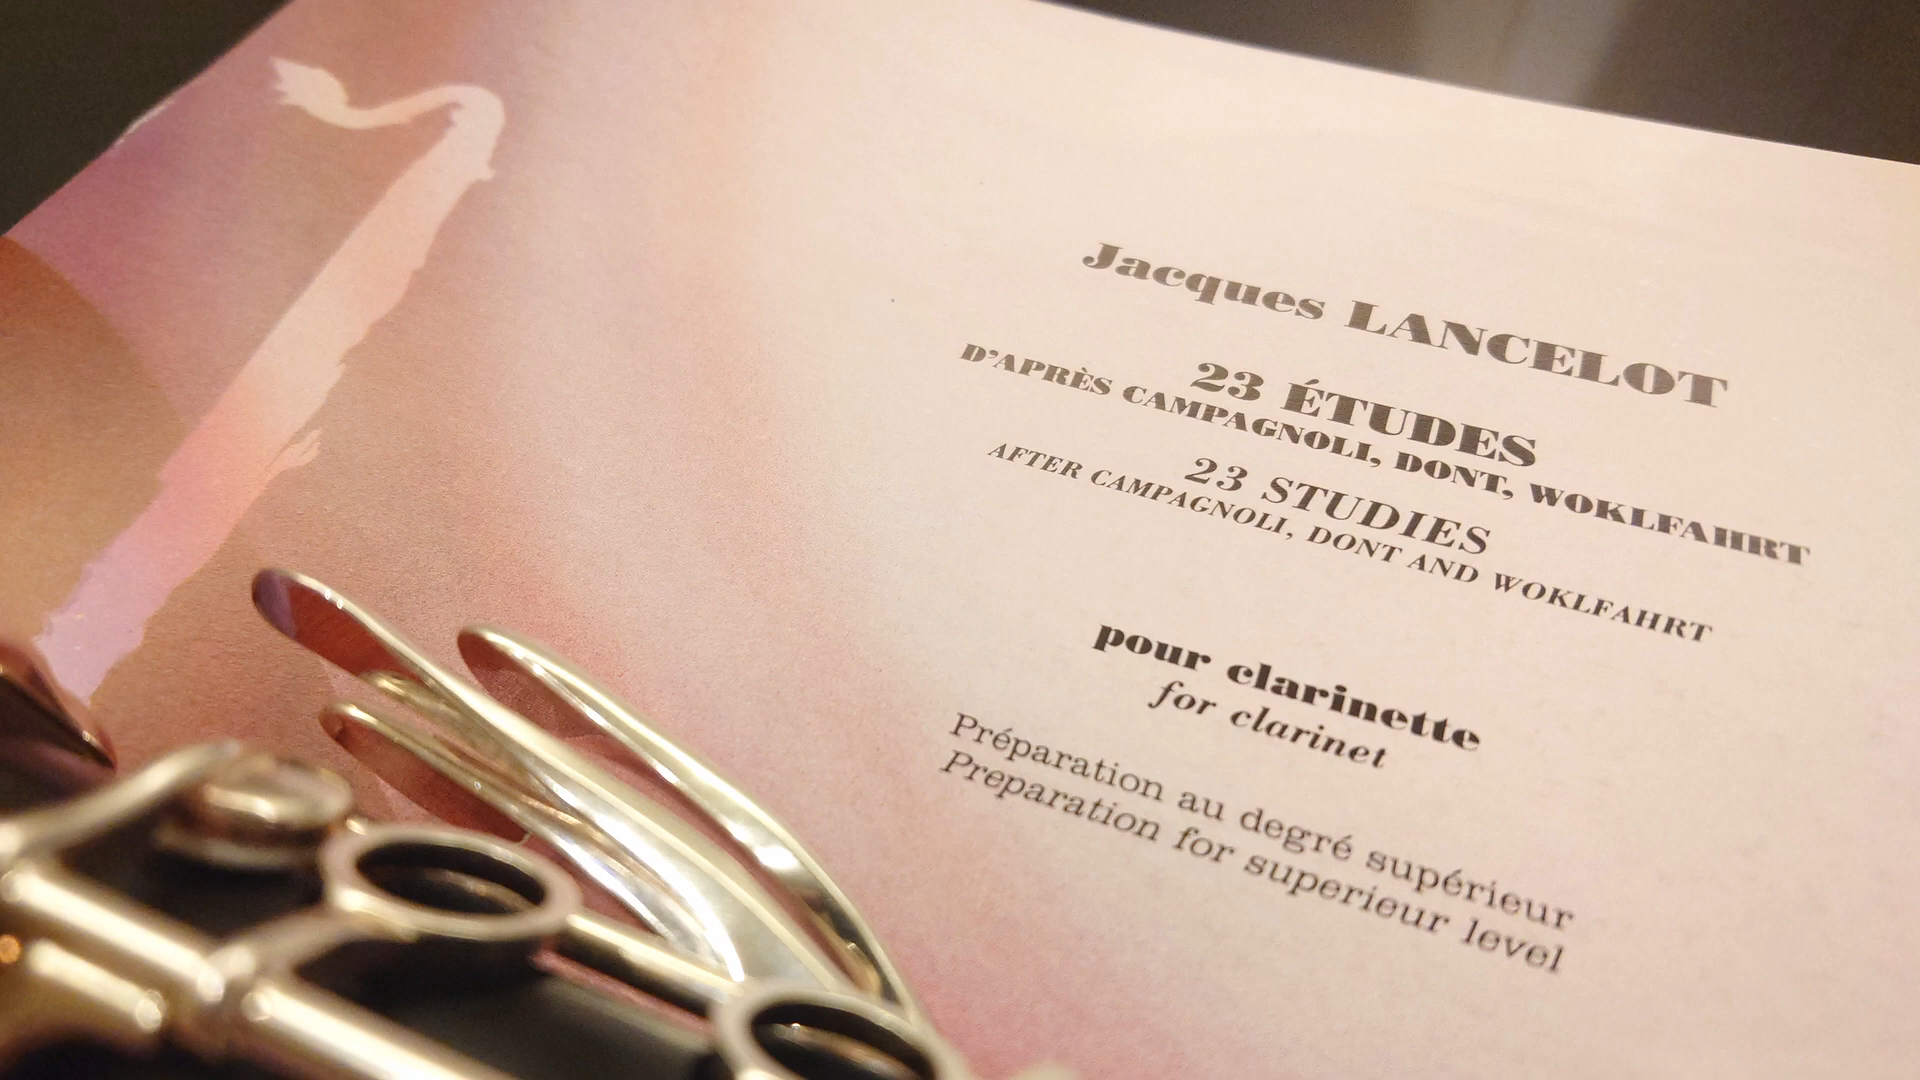 Jacques LANCELOT
23 ÉTUDES
D'APRÈS CAMPAGNOLI, DONT, WOKLFAHRT
23 STUDIES
AFTER CAMPAGNOLI, DONT AND WOKLFAHRT
pour clarinette
for clarinet
Préparation au degré supérieur
Preparation for superieur level